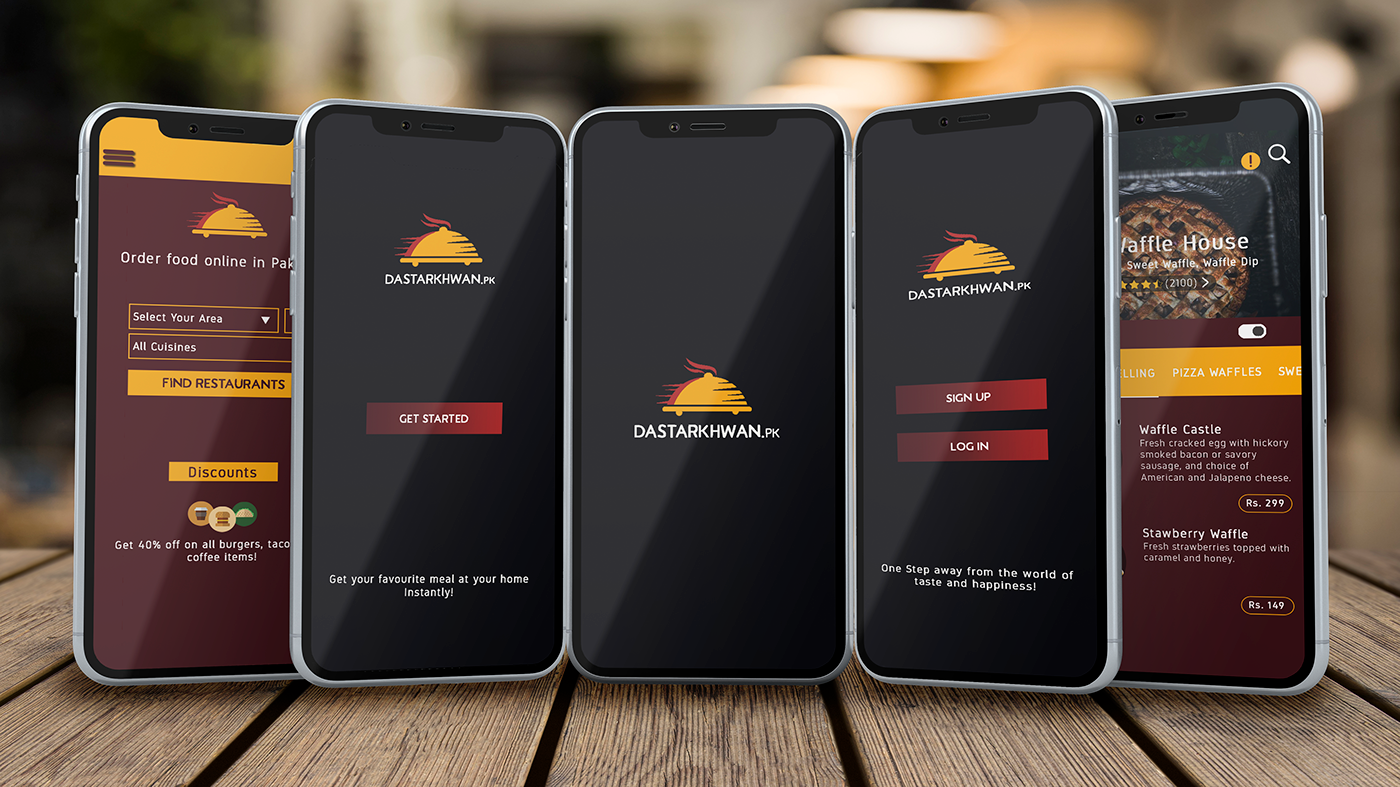 Order food online in Pak
Select Your Area
All Cuisines
FIND RESTAURANTS
Discounts
Get 40% off on all burgers, taco
coffee items!
DASTARKHWAN.PK
GET STARTED
Get your favourite meal at your home
Instantly!
DASTARKHWAN.PK
DASTARKHWAN.PK
SIGN UP
LOG IN
One Step away from the world of
taste and happiness!
affle House
Sweet Waffle, Waffle Dip
(2100)
ELLING PIZZA WAFFLES SWE
Waffle Castle
Fresh cracked egg with hickory
smoked bacon or savory
sausage, and choice of
American and Jalapeno cheese.
Rs. 299
Stawberry Waffle
Fresh strawberries topped with
caramel and honey.
Rs. 149